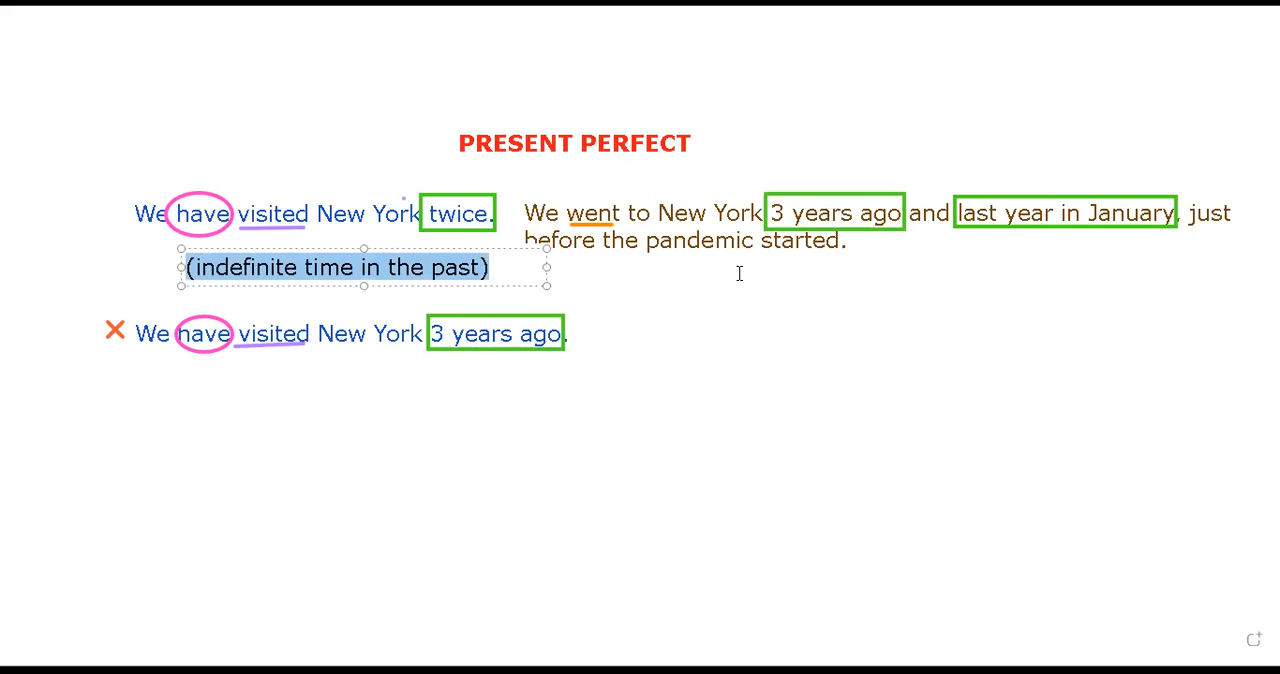 PRESENT PERFECT
We have visited New York twice.
We went to New York 3 years ago and last year in January, just
before the pandemic started.
(indefinite time in the past)
We have visited New York 3 years ago.